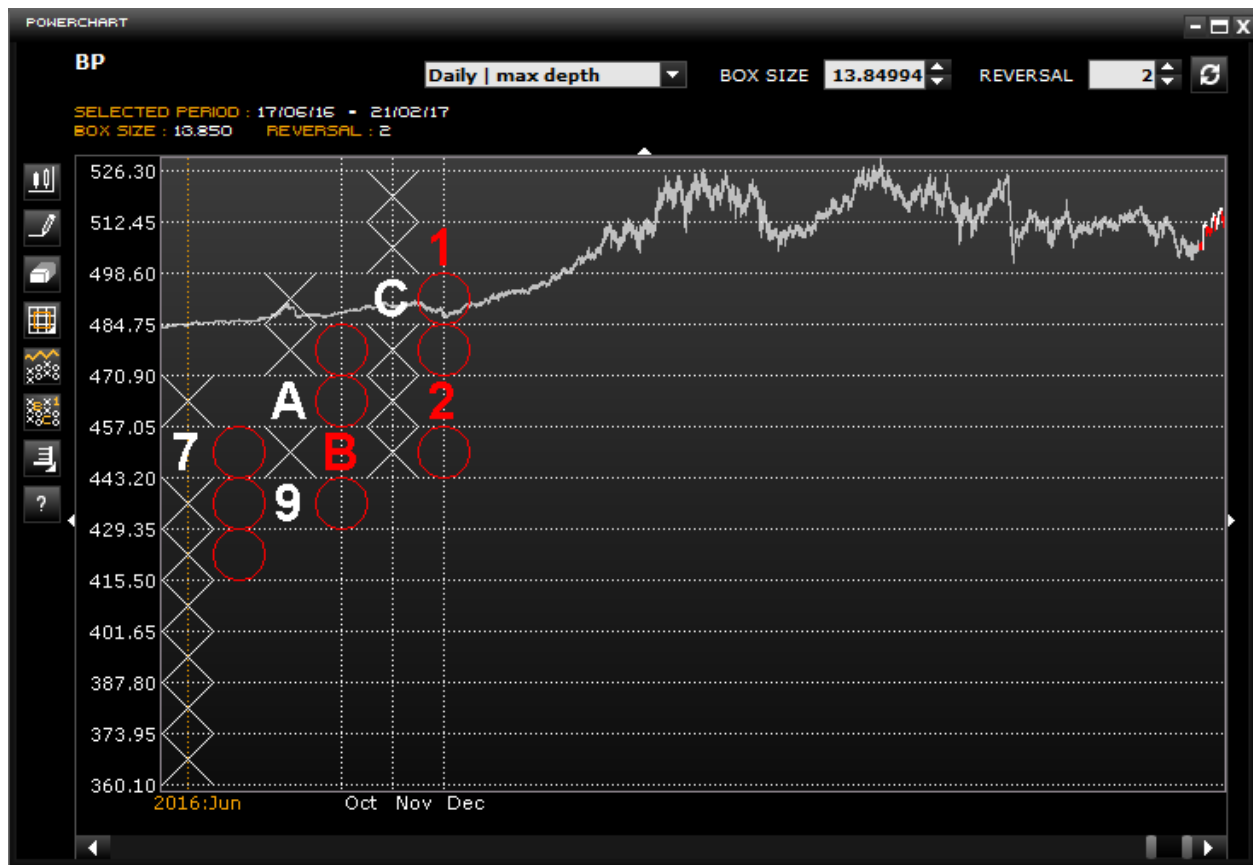 POWERCHART
BP
Daily | max depth
BOX SIZE 13.84994
REVERSAL 2
SELECTED PERIOD : 17/06/16 - 21/02/17
BOX SIZE : 13.850 REVERSAL : 2
526.30
512.45
1
498.60
C
484.75
470.90
A 2
457.05
7 B
443.20
9
429.35
?
415.50
401.65
387.80
373.95
360.10
2016:Jun Oct Nov Dec